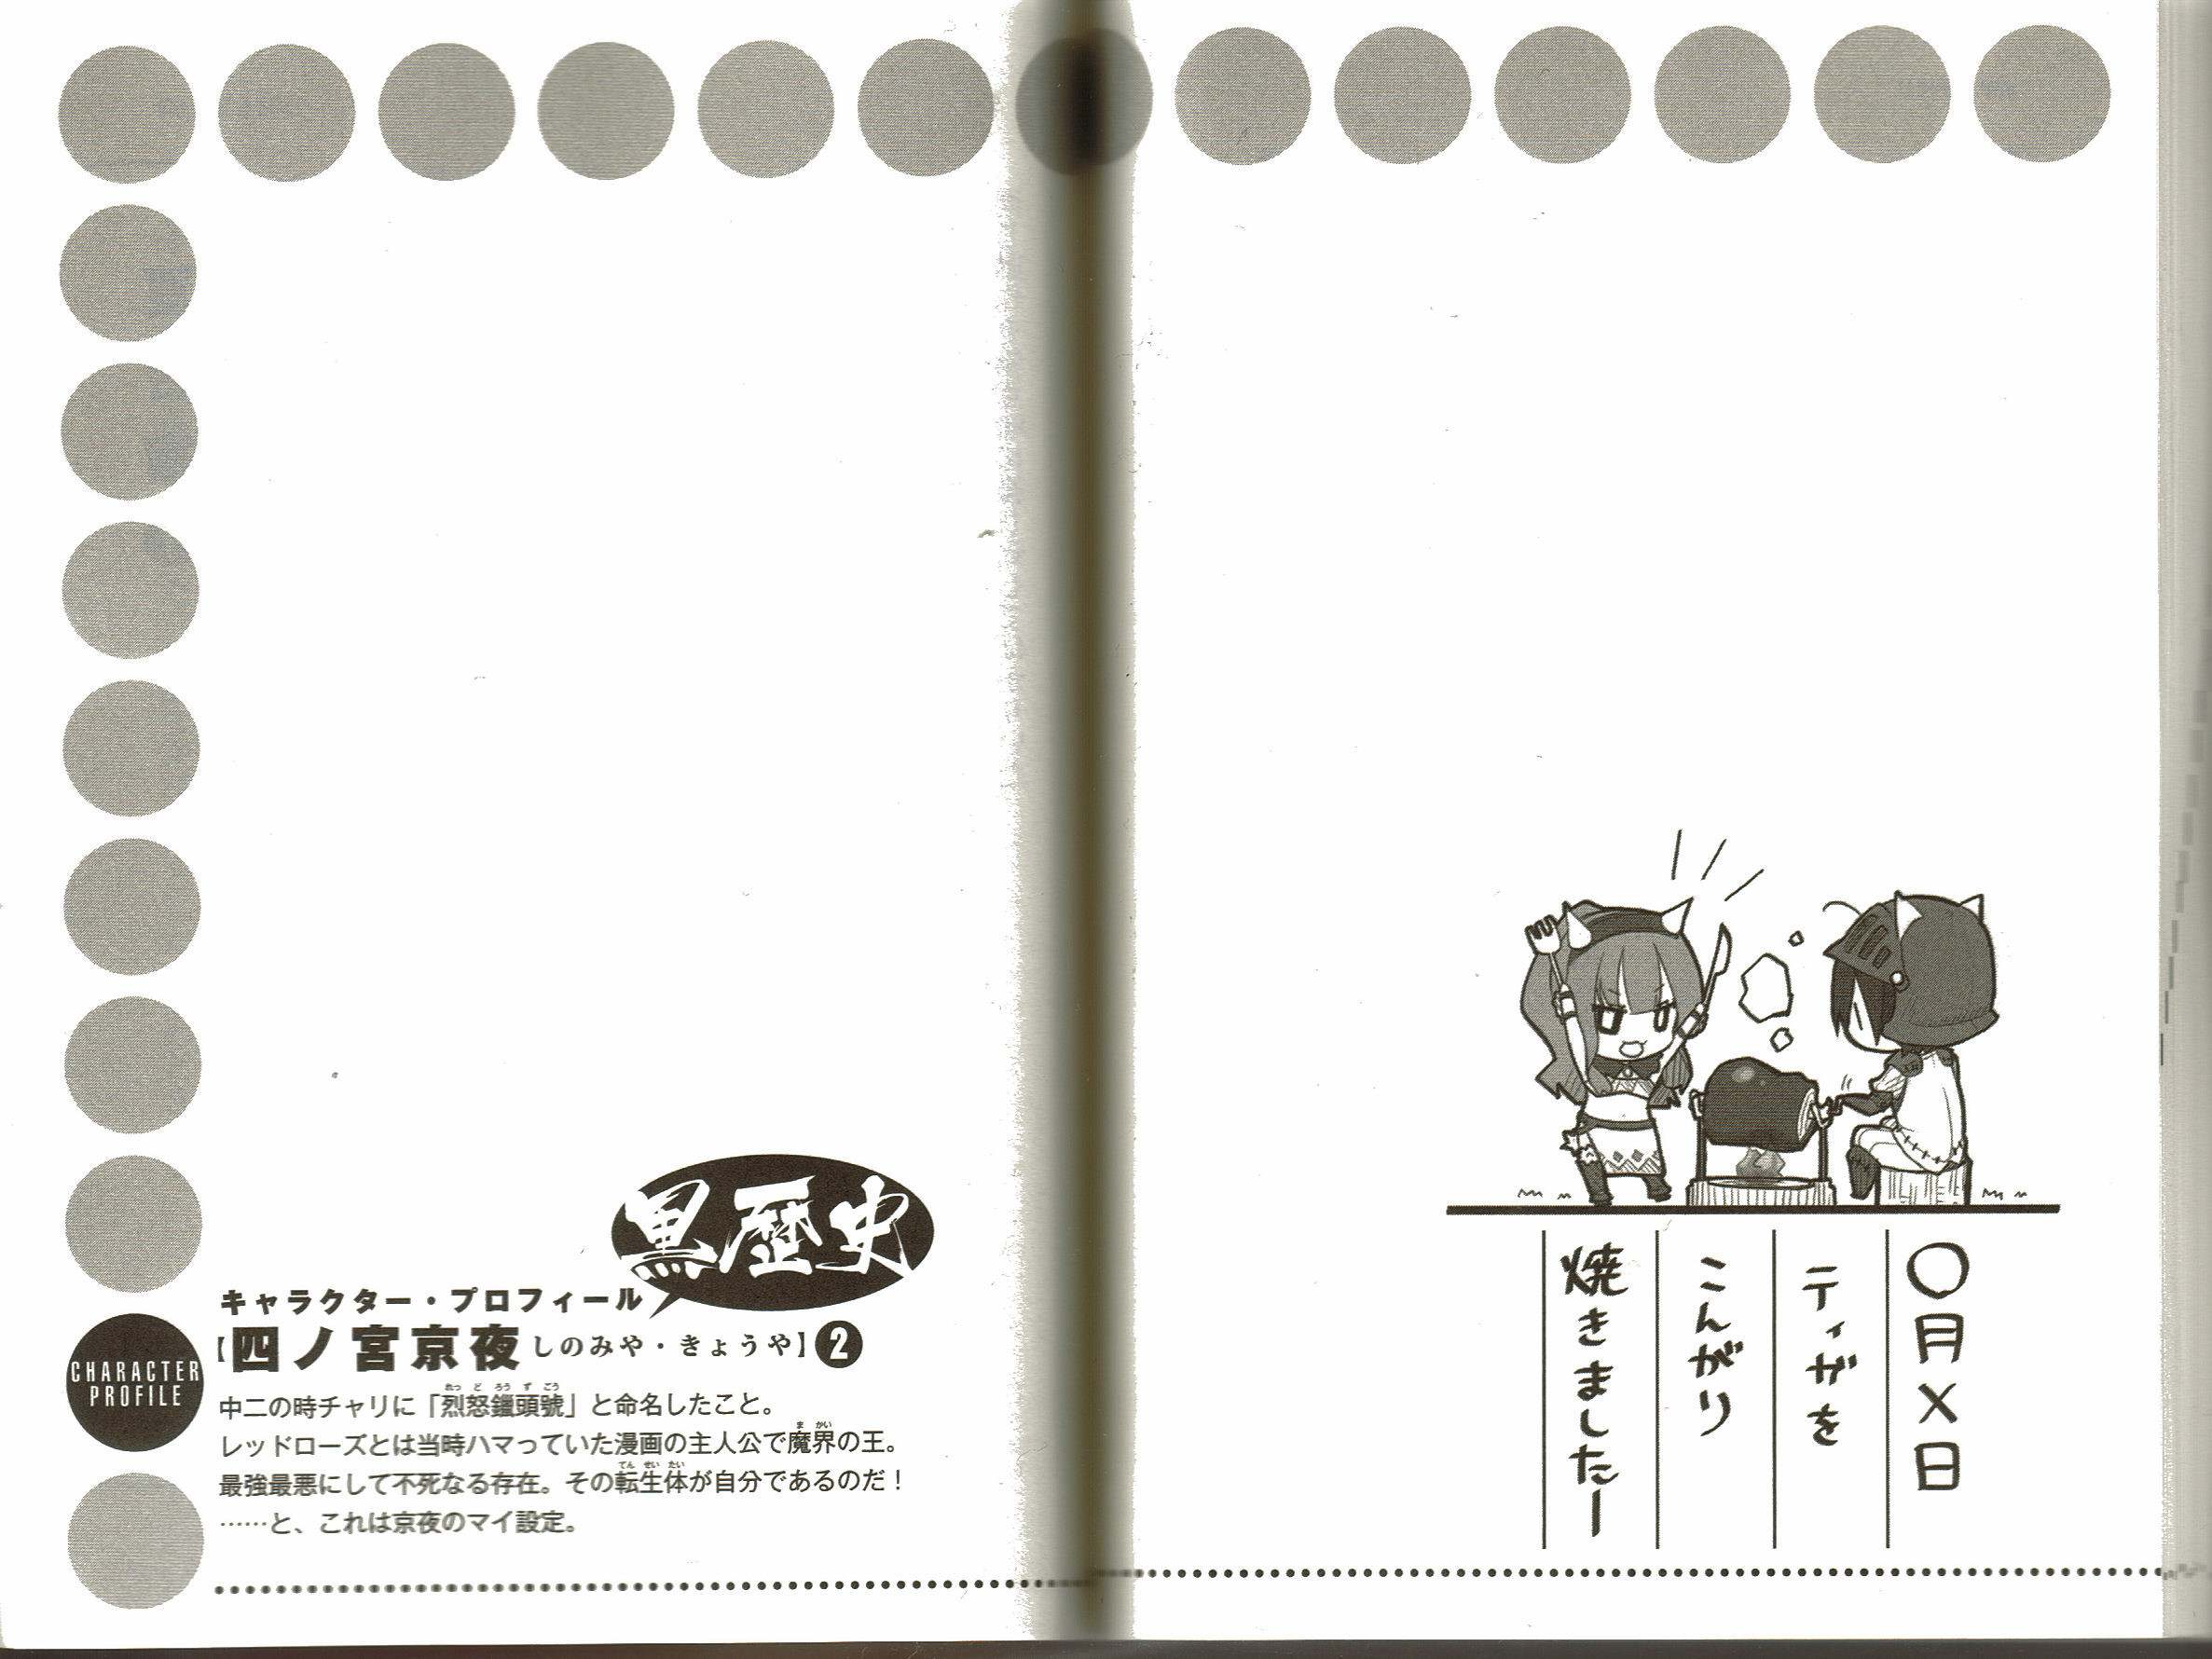 〇月×日
ティガを
こんがり
焼きましたー
黒歴史
キャラクター・プロフィール
【四ノ宮京夜 しのみや・きょうや】❷
CHARACTER
PROFILE
中二の時チャリに「烈怒鑞頭號」と命名したこと。
レッドローズとは当時ハマっていた漫画の主人公で魔界の王。
最強最悪にして不死なる存在。その転生体が自分であるのだ！
……と、これは京夜のマイ設定。